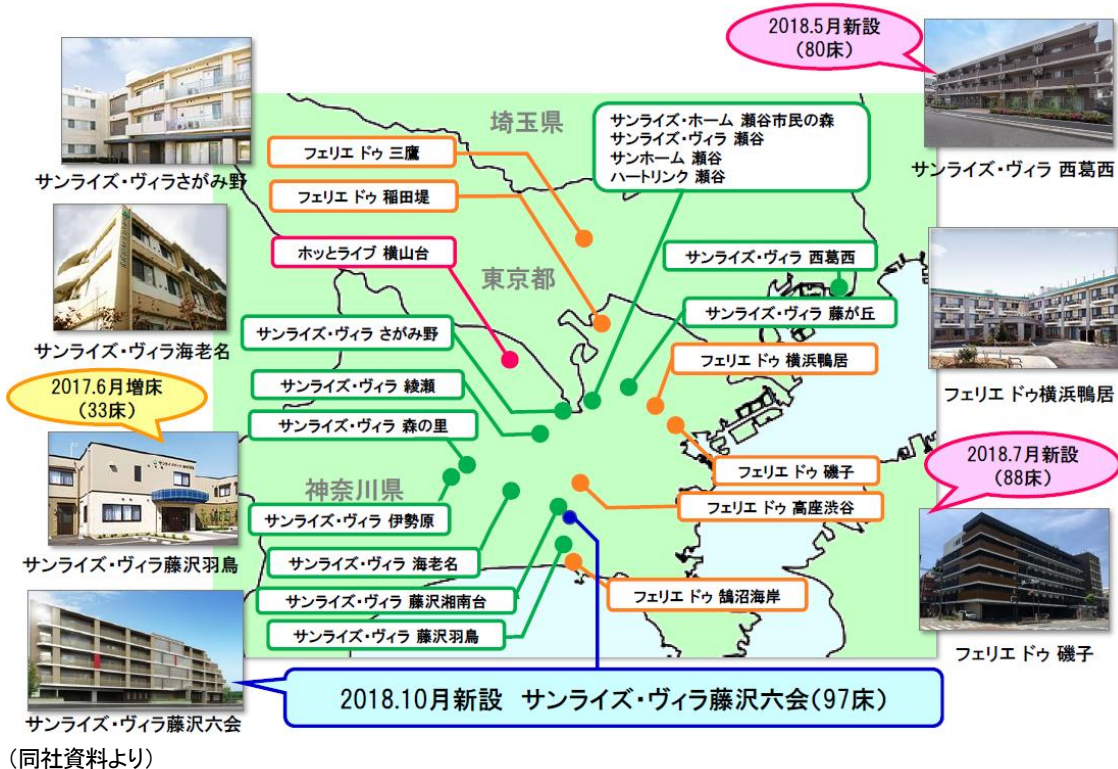 2018.5月新設
(80床)
サンライズ・ヴィラさがみ野
サンライズ・ヴィラ 西葛西
埼玉県
サンライズ・ホーム 瀬谷市民の森
サンライズ・ヴィラ 瀬谷
サンホーム 瀬谷
ハートリンク 瀬谷
フェリエ ドゥ 三鷹
フェリエ ドゥ 稲田堤
ホッとライブ 横山台
東京都
サンライズ・ヴィラ 西葛西
サンライズ・ヴィラ 藤が丘
サンライズ・ヴィラ さがみ野
サンライズ・ヴィラ海老名
フェリエ ドゥ 横浜鴨居
フェリエ ドゥ横浜鴨居
2017.6月増床
(33床)
サンライズ・ヴィラ 綾瀬
サンライズ・ヴィラ 森の里
神奈川県
フェリエ ドゥ 磯子
2018.7月新設
(88床)
サンライズ・ヴィラ 伊勢原
フェリエ ドゥ 高座渋谷
サンライズ・ヴィラ藤沢羽鳥
サンライズ・ヴィラ 海老名
サンライズ・ヴィラ 藤沢湘南台
フェリエ ドゥ 鵠沼海岸
サンライズ・ヴィラ 藤沢羽鳥
フェリエ ドゥ 磯子
2018.10月新設 サンライズ・ヴィラ藤沢六会(97床)
サンライズ・ヴィラ藤沢六会
(同社資料より)